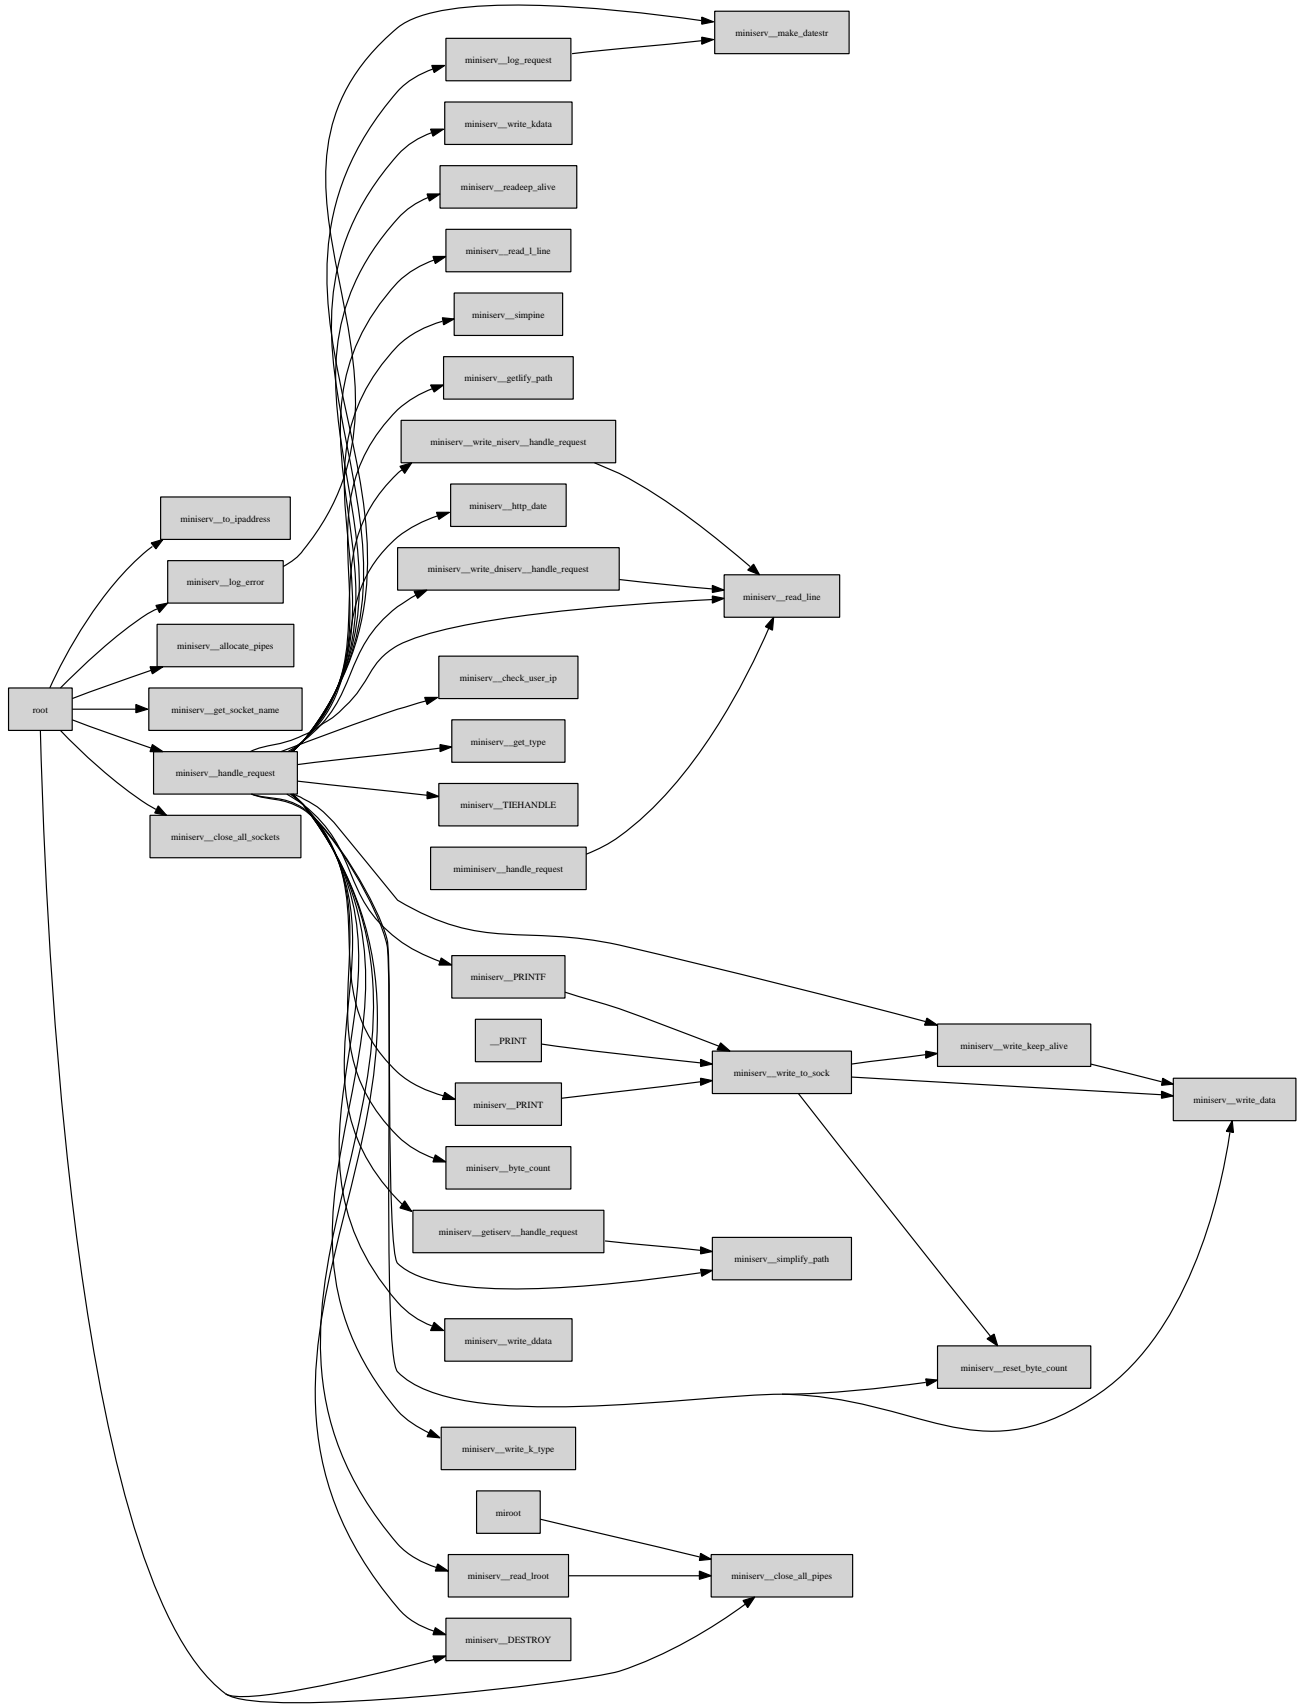 miniserv__make_datestr
miniserv__log_request
miniserv__write_kdata
miniserv__readeep_alive
miniserv__read_l_line
miniserv__simpine
miniserv__getlify_path
miniserv__write_niserv__handle_request
miniserv__to_ipaddress
miniserv__http_date
miniserv__log_error
miniserv__write_dniserv__handle_request
miniserv__read_line
miniserv__allocate_pipes
miniserv__check_user_ip
root
miniserv__get_socket_name
miniserv__get_type
miniserv__handle_request
miniserv__TIEHANDLE
miniserv__close_all_sockets
miminiserv__handle_request
miniserv__PRINTF
__PRINT
miniserv__write_keep_alive
miniserv__write_to_sock
miniserv__PRINT
miniserv__write_data
miniserv__byte_count
miniserv__getiserv__handle_request
miniserv__simplify_path
miniserv__write_ddata
miniserv__reset_byte_count
miniserv__write_k_type
miroot
miniserv__read_lroot
miniserv__close_all_pipes
miniserv__DESTROY